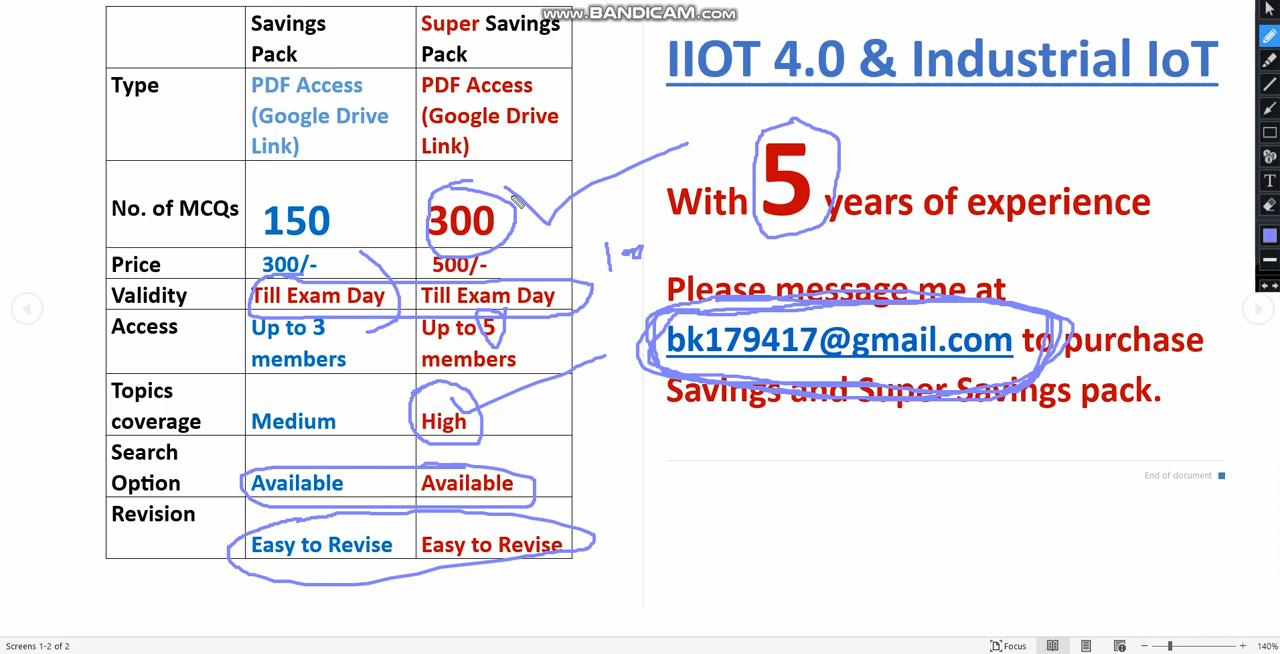 www.BANDICAM.com
Savings Pack
Super Savings Pack
Type
PDF Access (Google Drive Link)
PDF Access (Google Drive Link)
No. of MCQs
150
300
Price
300/-
500/-
Validity
Till Exam Day
Till Exam Day
Access
Up to 3 members
Up to 5 members
Topics coverage
Medium
High
Search Option
Available
Available
Revision
Easy to Revise
Easy to Revise
IIOT 4.0 & Industrial IoT
With 5 years of experience
Please message me at
bk179417@gmail.com to purchase
Savings and Super Savings pack.
End of document
Screens 1-2 of 2
Focus
140%